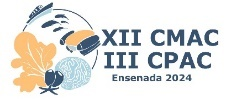 XII CMAC
III CPAC
Ensenada 2024